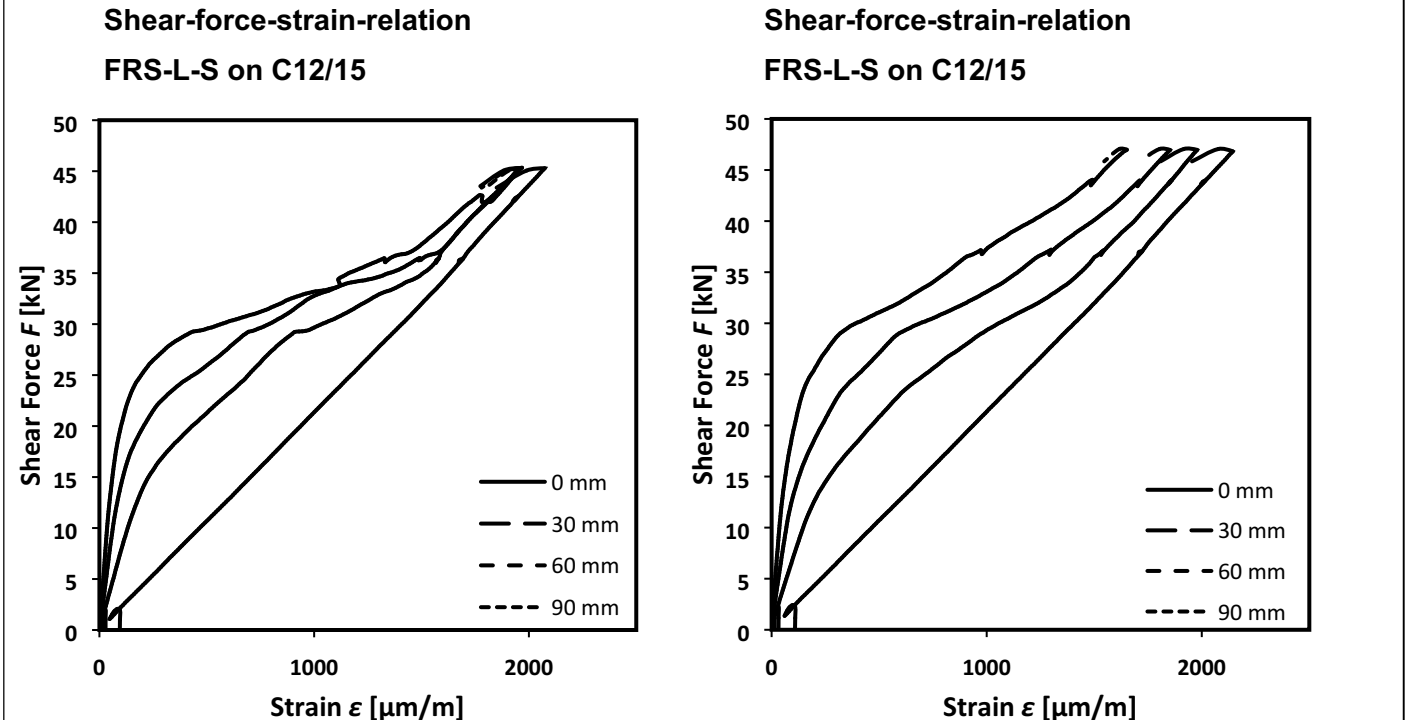 Shear-force-strain-relation
FRS-L-S on C12/15
50
45
40
35
30
25
20
15
10
5
0
Shear Force F [kN]
0 mm
30 mm
60 mm
90 mm
0
1000
2000
Strain ε [μm/m]
Shear-force-strain-relation
FRS-L-S on C12/15
50
45
40
35
30
25
20
15
10
5
0
Shear Force F [kN]
0 mm
30 mm
60 mm
90 mm
0
1000
2000
Strain ε [μm/m]